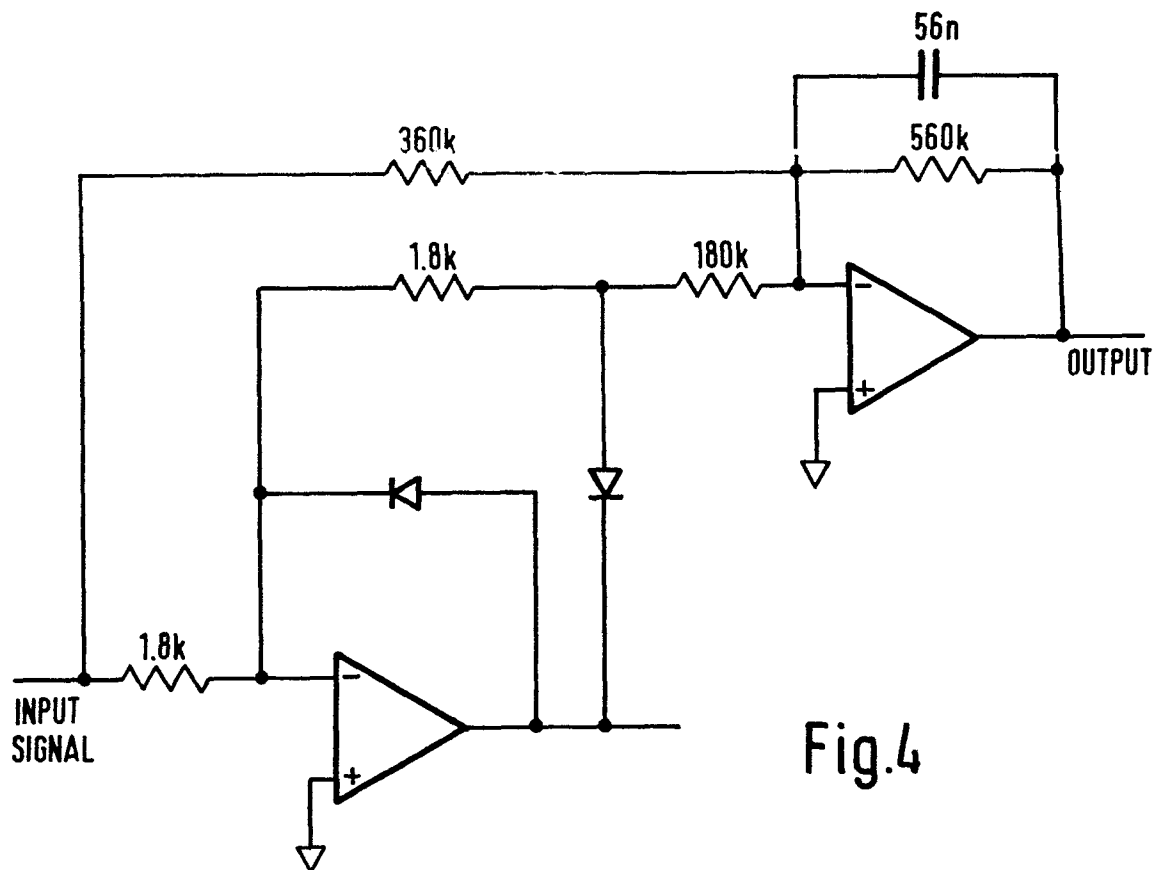 56n
360k
560k
1.8k
180k
−
+
OUTPUT
1.8k
−
+
INPUT
SIGNAL
Fig.4